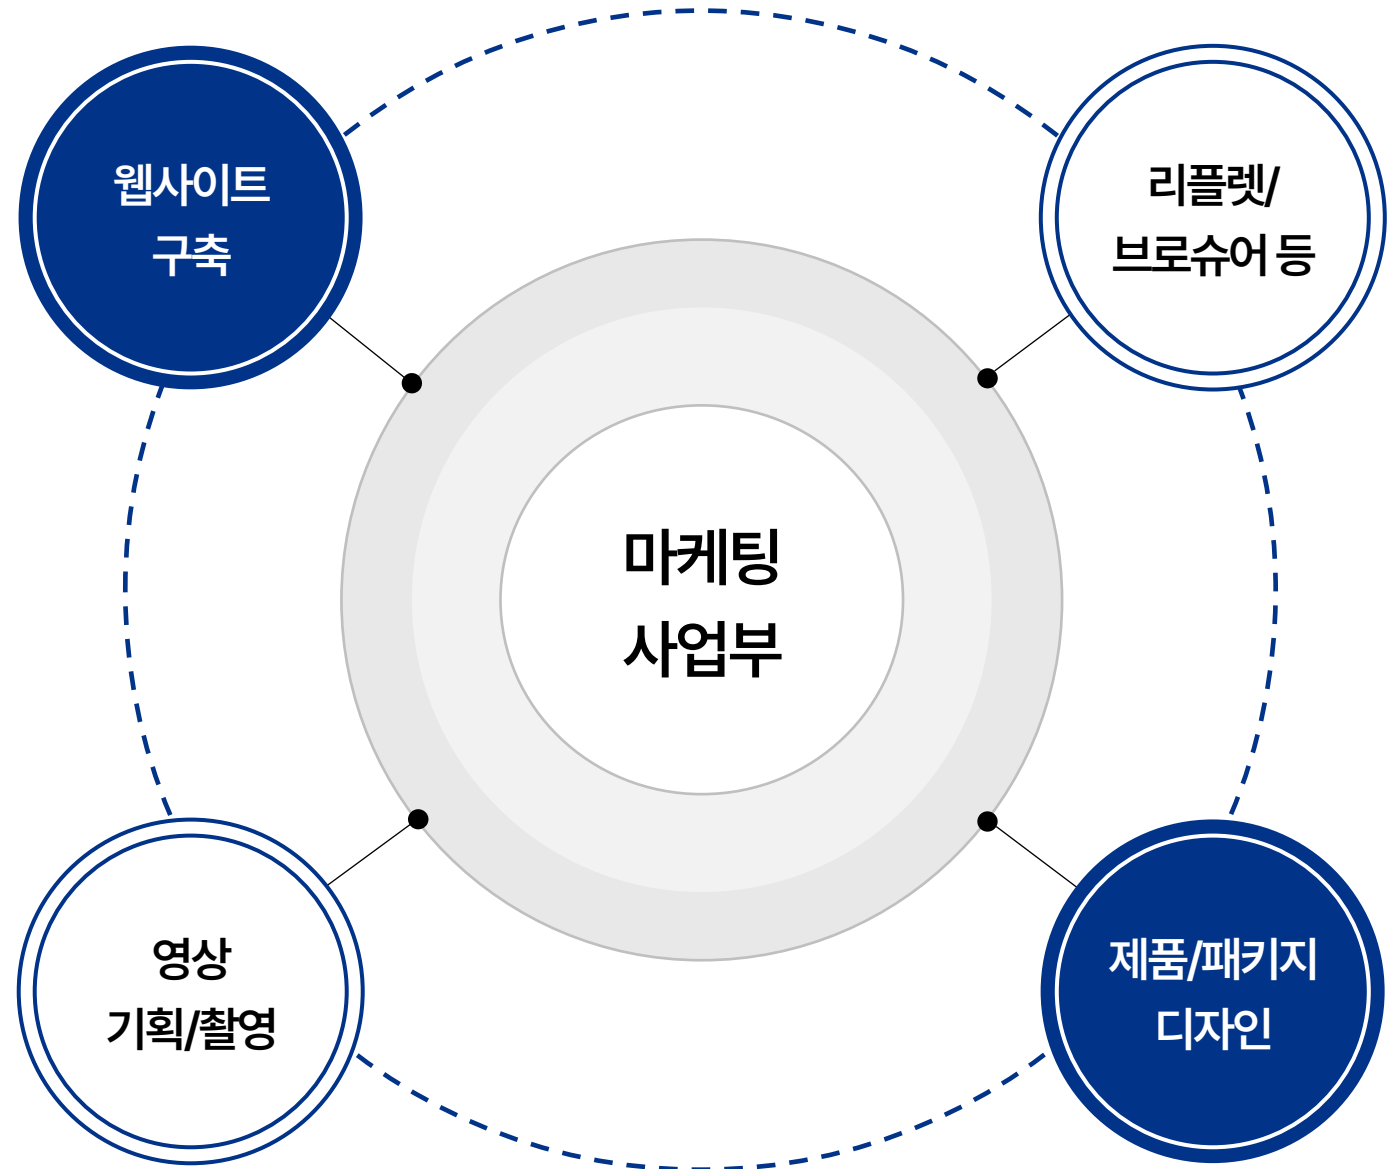 웹사이트
구축
리플렛/
브로슈어 등
마케팅
사업부
영상
기획/촬영
제품/패키지
디자인